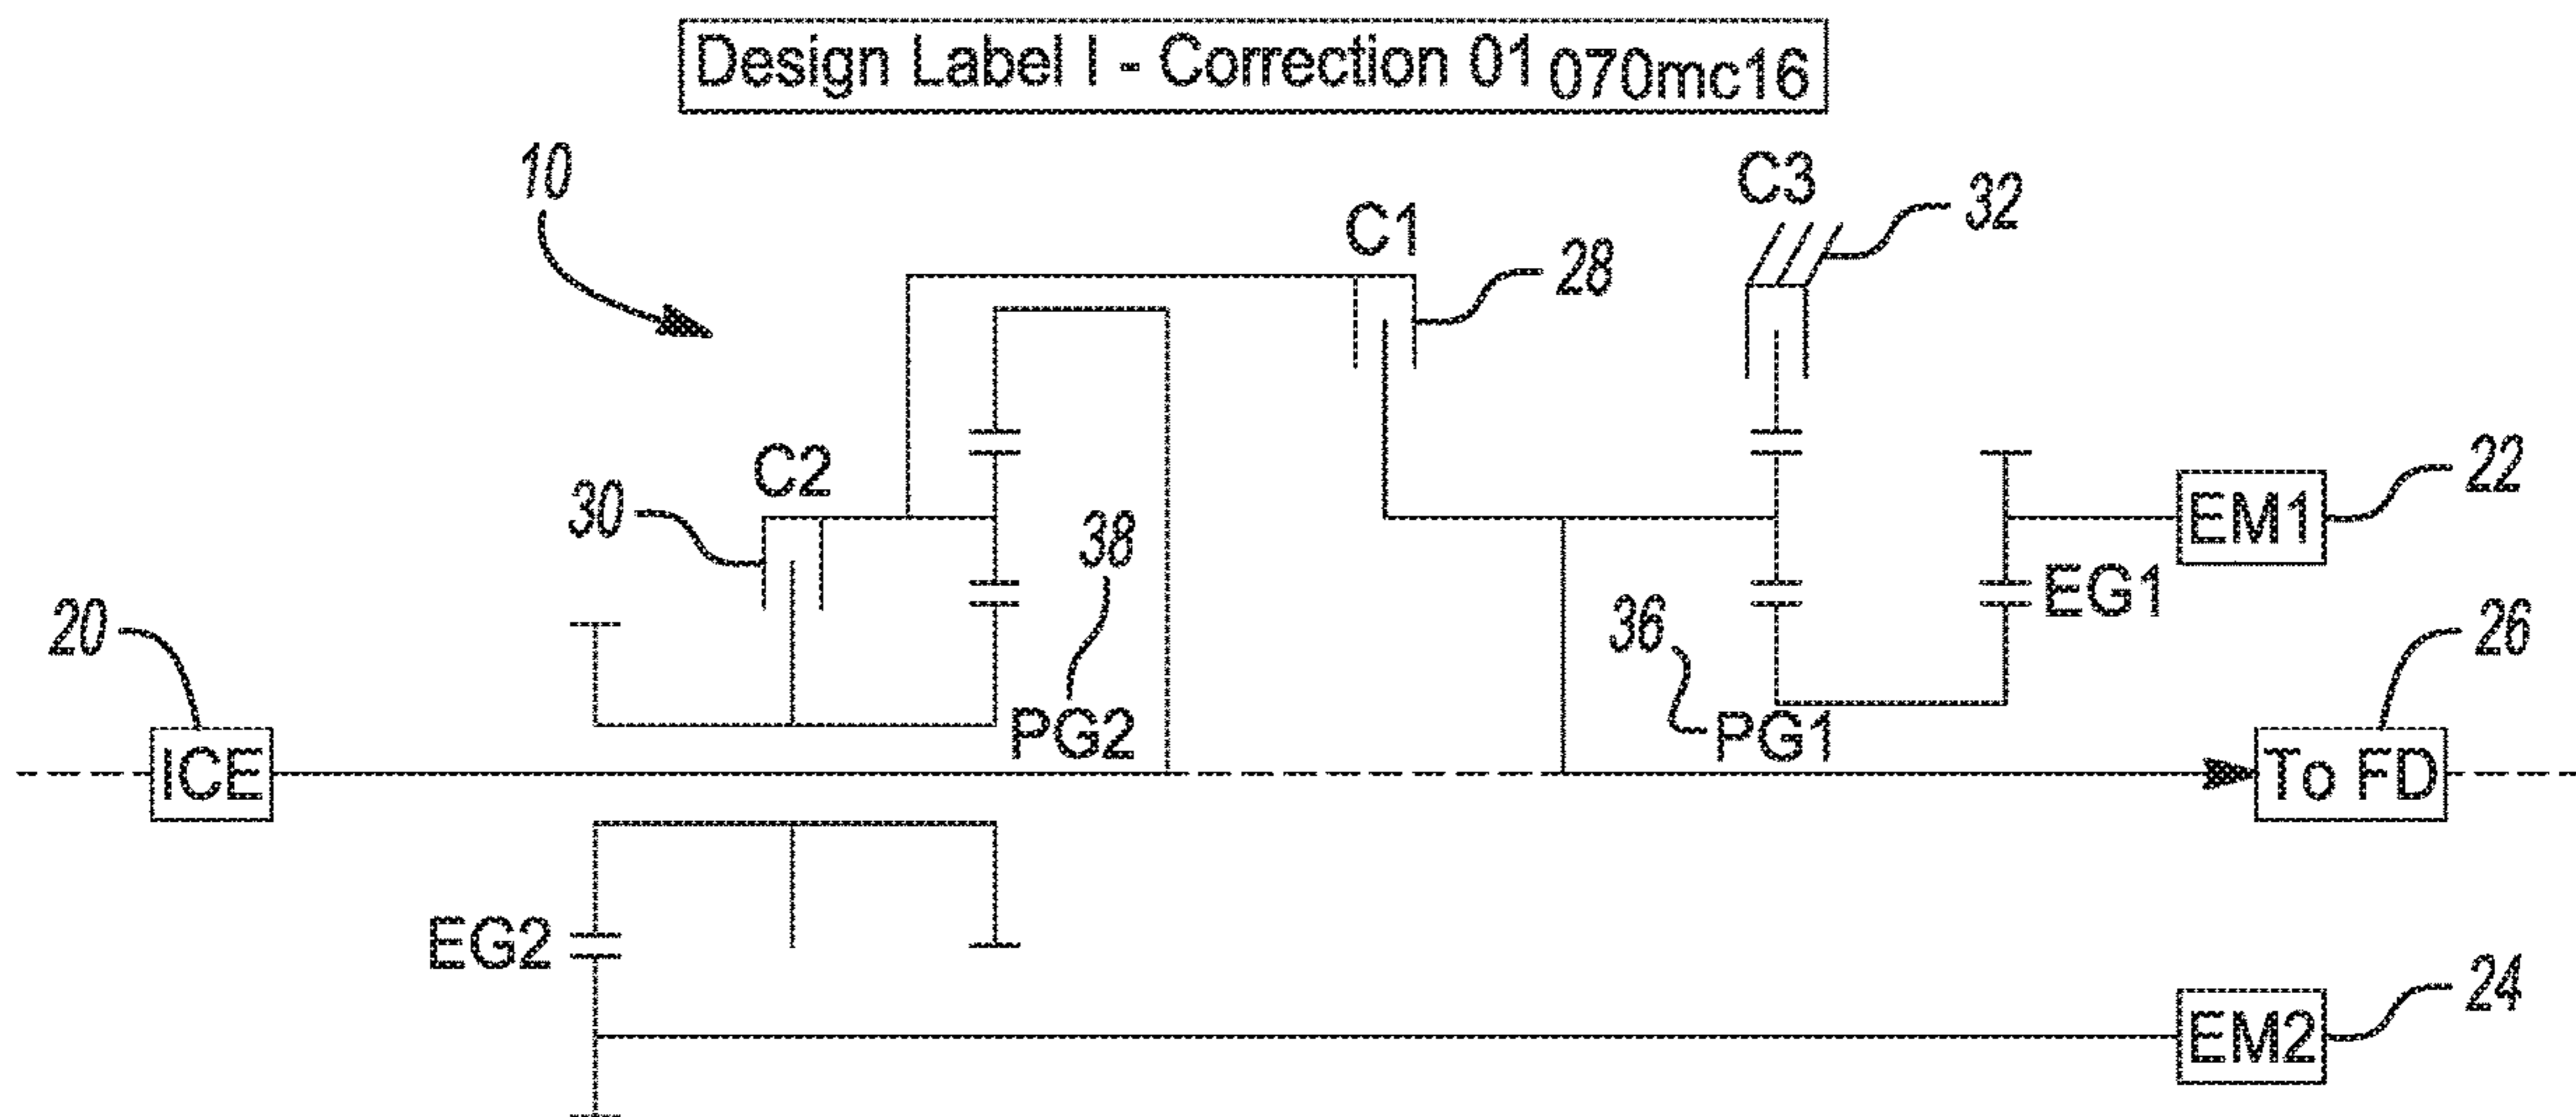 Design Label I - Correction 01 070mc16
10
C1
C3
32
28
C2
30
38
EM1
22
EG1
20
36
26
PG2
PG1
ICE
To FD
EG2
24
EM2